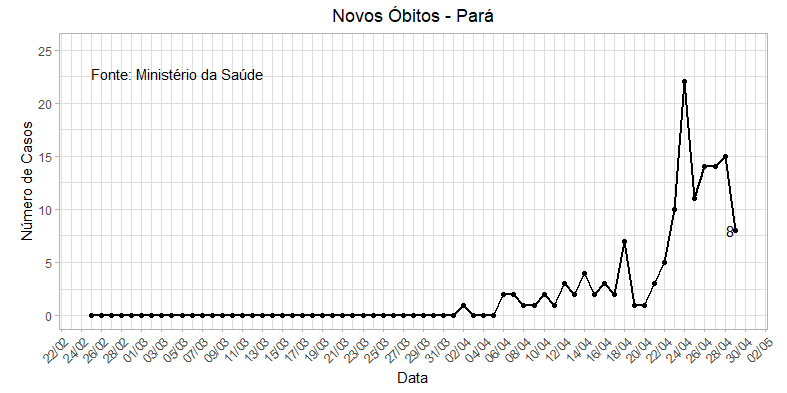 Novos Óbitos - Pará
25
Fonte: Ministério da Saúde
20
15
10
8
5
0
Número de Casos
22/02 24/02 26/02 28/02 01/03 03/03 05/03 07/03 09/03 11/03 13/03 15/03 17/03 19/03 21/03 23/03 25/03 27/03 29/03 31/03 02/04 04/04 06/04 08/04 10/04 12/04 14/04 16/04 18/04 20/04 22/04 24/04 26/04 28/04 30/04 02/05
Data